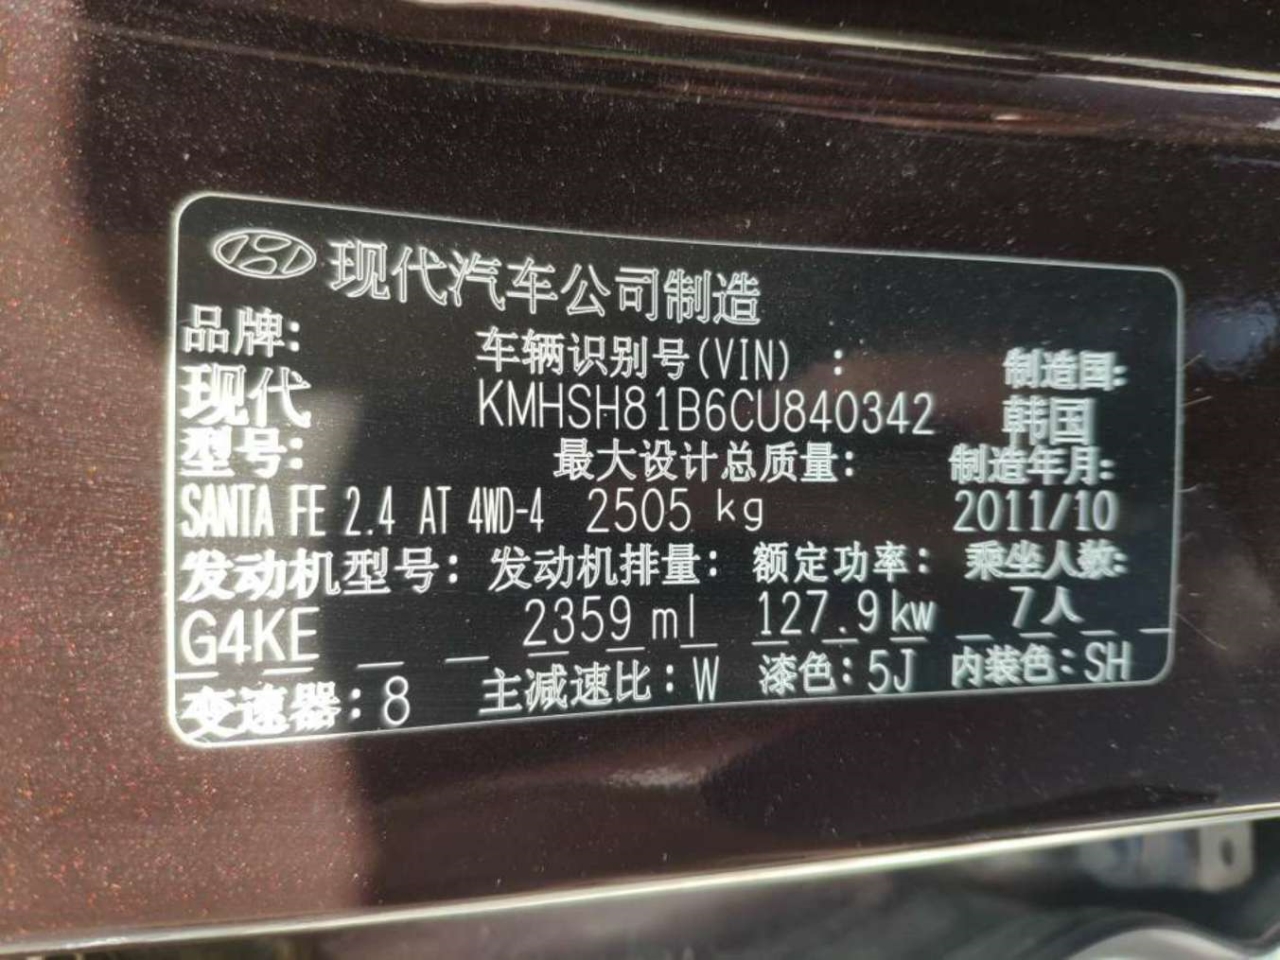 现代汽车公司制造
品牌: 车辆识别号(VIN) : 制造国:
现代 KMHSH81B6CU840342 韩国
型号: 最大设计总质量: 制造年月:
SANTA FE 2.4 AT 4WD-4 2505 kg 2011/10
发动机型号: 发动机排量: 额定功率: 乘坐人数:
G4KE 2359 ml 127.9 kw 7人
变速器: 8 主减速比: W 漆色: 5J 内装色: SH